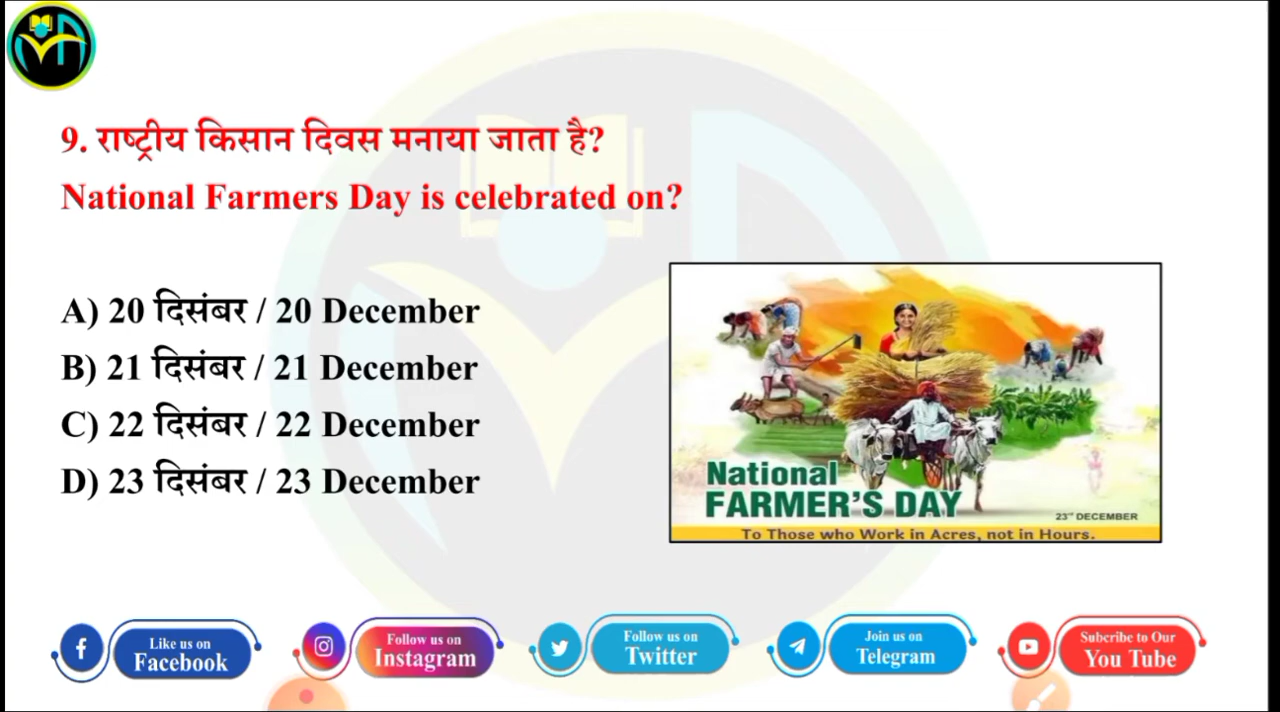 9. राष्ट्रीय किसान दिवस मनाया जाता है?
National Farmers Day is celebrated on?
A) 20 दिसंबर / 20 December
B) 21 दिसंबर / 21 December
C) 22 दिसंबर / 22 December
D) 23 दिसंबर / 23 December
National
FARMER'S DAY
23RD DECEMBER
To Those who Work in Acres, not in Hours.
Like us on
Facebook
Follow us on
Instagram
Follow us on
Twitter
Join us on
Telegram
Subcribe to Our
You Tube